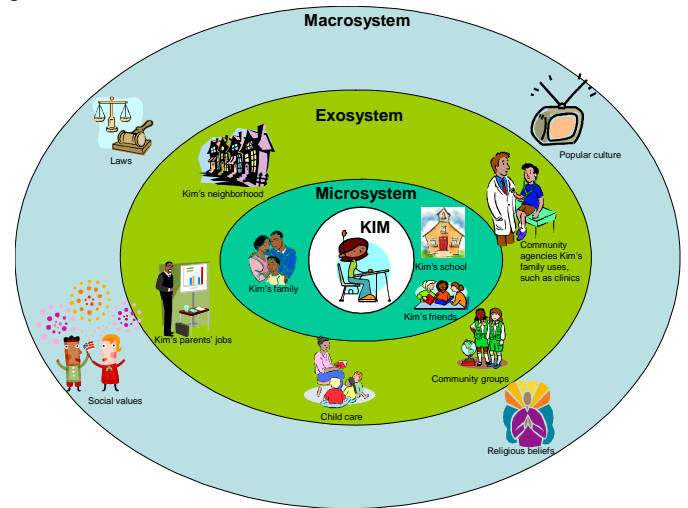 Macrosystem
Exosystem
Microsystem
KIM
Laws
Popular culture
Kim's neighborhood
Community
agencies Kim's
family uses,
such as clinics
Kim's school
Kim's family
Kim's friends
Kim's parents' jobs
Community groups
Social values
Child care
Religious beliefs